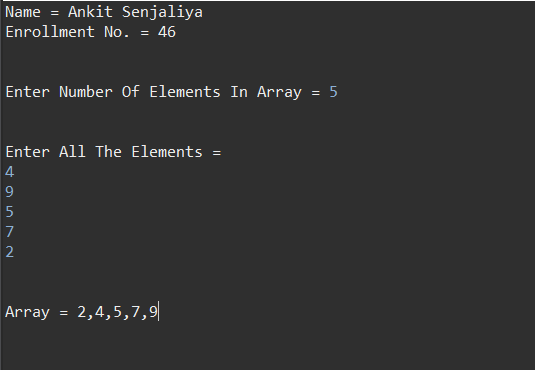 Name = Ankit Senjaliya
Enrollment No. = 46
Enter Number Of Elements In Array = 5
Enter All The Elements =
4
9
5
7
2
Array = 2,4,5,7,9